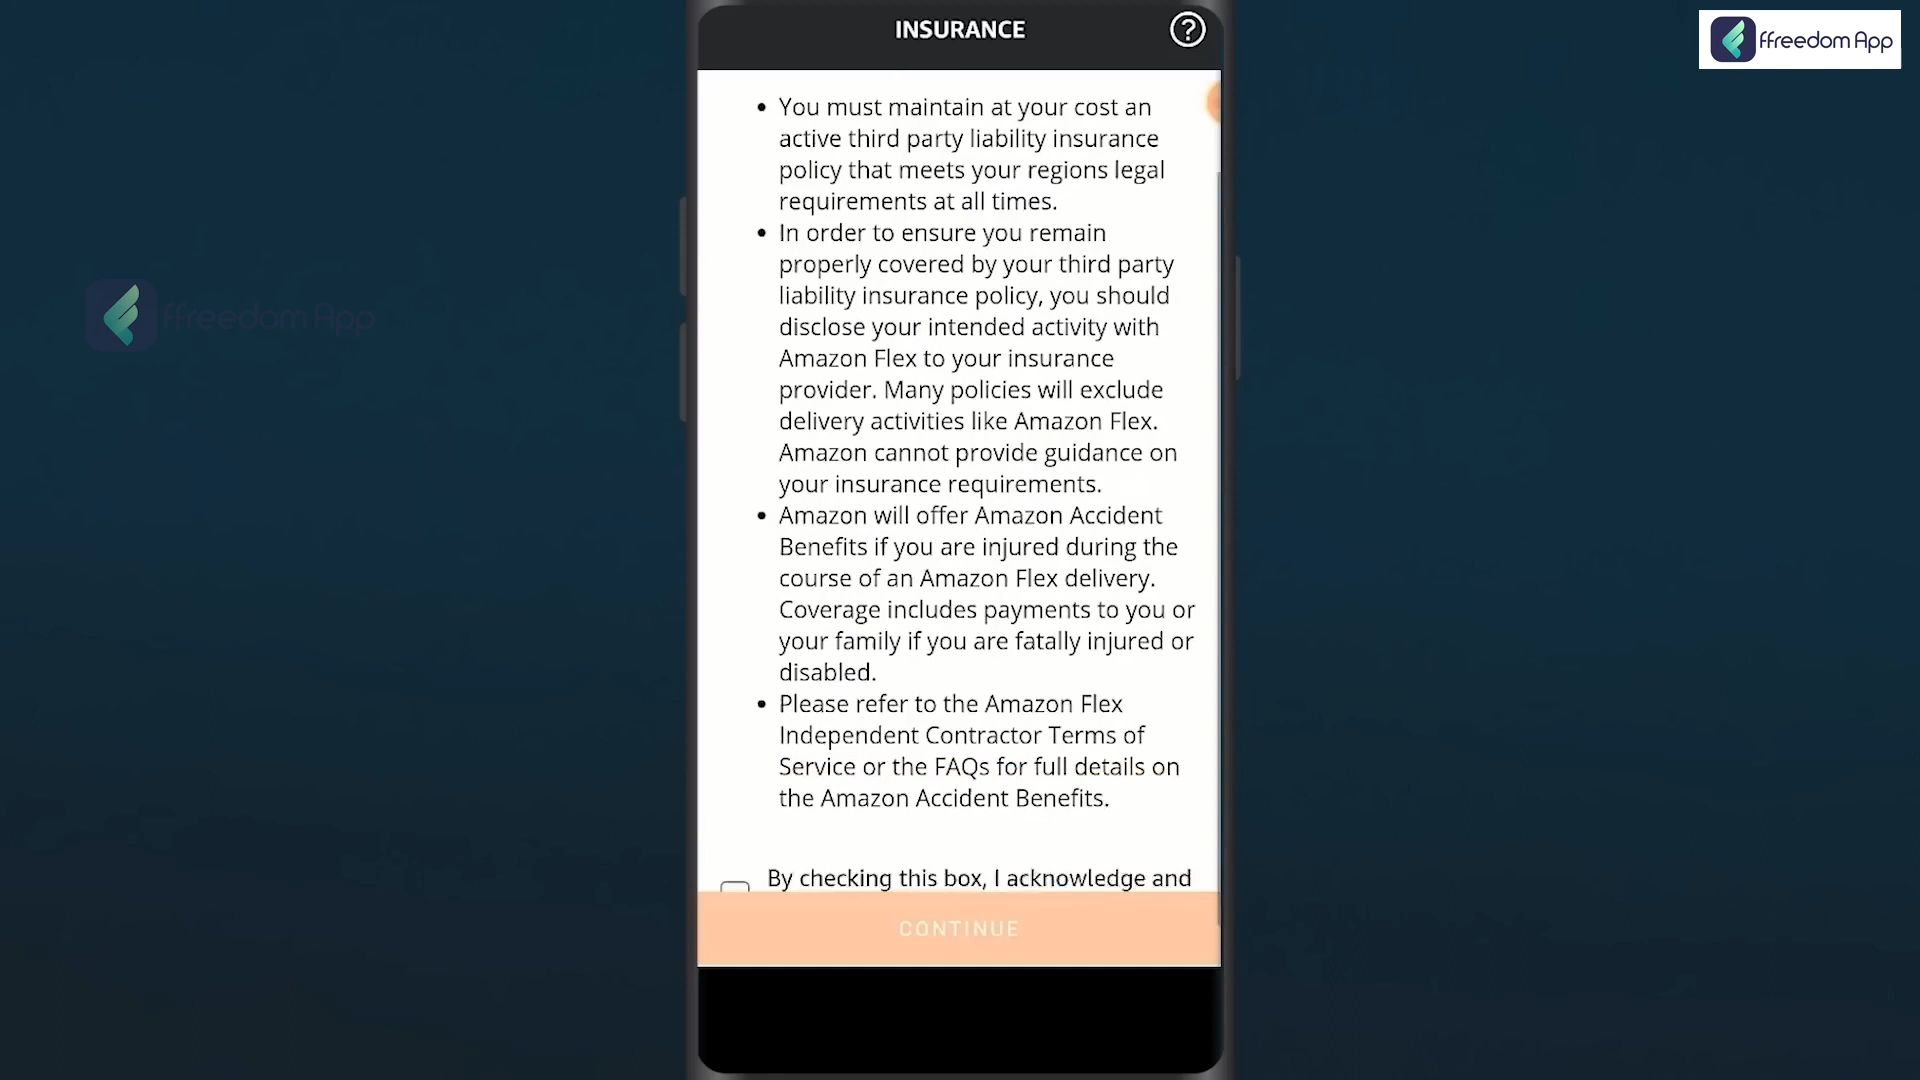 INSURANCE
ffreedom App
• You must maintain at your cost an
active third party liability insurance
policy that meets your regions legal
requirements at all times.
• In order to ensure you remain
properly covered by your third party
liability insurance policy, you should
disclose your intended activity with
Amazon Flex to your insurance
provider. Many policies will exclude
delivery activities like Amazon Flex.
Amazon cannot provide guidance on
your insurance requirements.
• Amazon will offer Amazon Accident
Benefits if you are injured during the
course of an Amazon Flex delivery.
Coverage includes payments to you or
your family if you are fatally injured or
disabled.
• Please refer to the Amazon Flex
Independent Contractor Terms of
Service or the FAQs for full details on
the Amazon Accident Benefits.
By checking this box, I acknowledge and
CONTINUE
ffreedom App